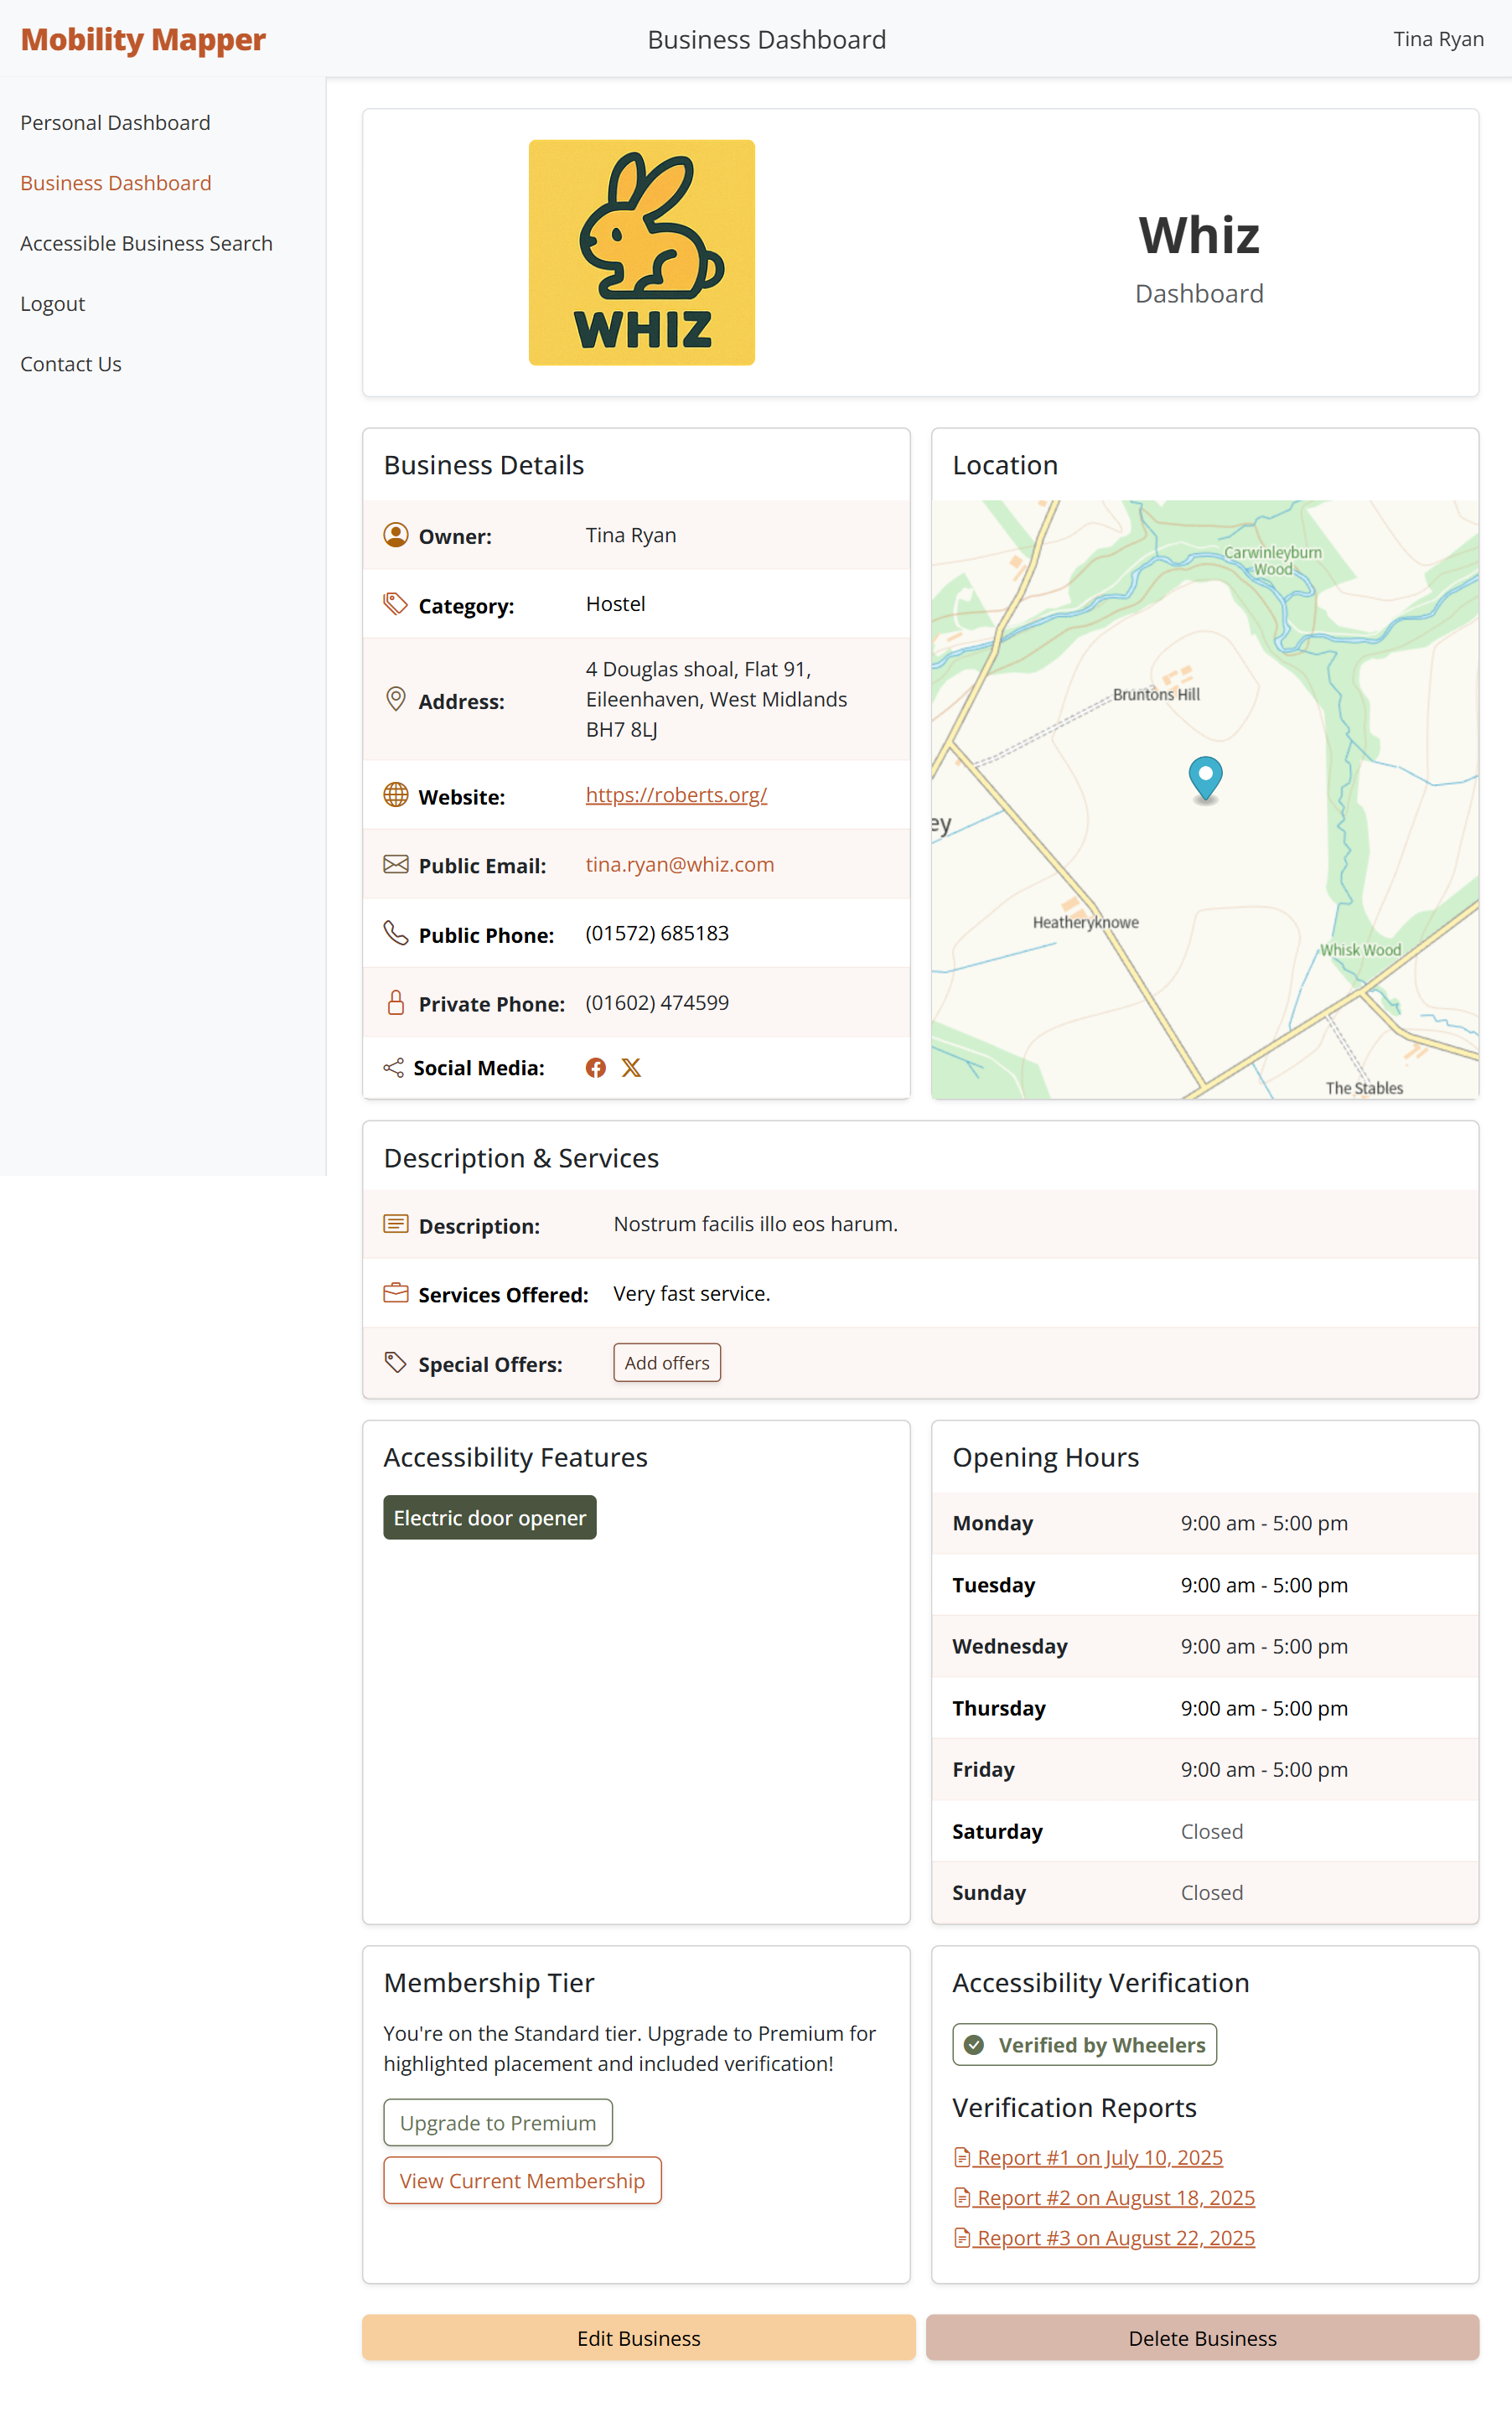 Mobility Mapper
Business Dashboard
Tina Ryan
Personal Dashboard
Business Dashboard
Accessible Business Search
Logout
Contact Us
WHIZ
Whiz
Dashboard
Business Details
Owner: Tina Ryan
Category: Hostel
Address: 4 Douglas shoal, Flat 91,
Eileenhaven, West Midlands
BH7 8LJ
Website: https://roberts.org/
Public Email: tina.ryan@whiz.com
Public Phone: (01572) 685183
Private Phone: (01602) 474599
Social Media:
Location
Carwinleyburn
Wood
Bruntons Hill
ey
Heatheryknowe
Whisk Wood
The Stables
Description & Services
Description: Nostrum facilis illo eos harum.
Services Offered: Very fast service.
Special Offers: Add offers
Accessibility Features
Electric door opener
Opening Hours
Monday 9:00 am - 5:00 pm
Tuesday 9:00 am - 5:00 pm
Wednesday 9:00 am - 5:00 pm
Thursday 9:00 am - 5:00 pm
Friday 9:00 am - 5:00 pm
Saturday Closed
Sunday Closed
Membership Tier
You're on the Standard tier. Upgrade to Premium for
highlighted placement and included verification!
Upgrade to Premium
View Current Membership
Accessibility Verification
Verified by Wheelers
Verification Reports
Report #1 on July 10, 2025
Report #2 on August 18, 2025
Report #3 on August 22, 2025
Edit Business
Delete Business